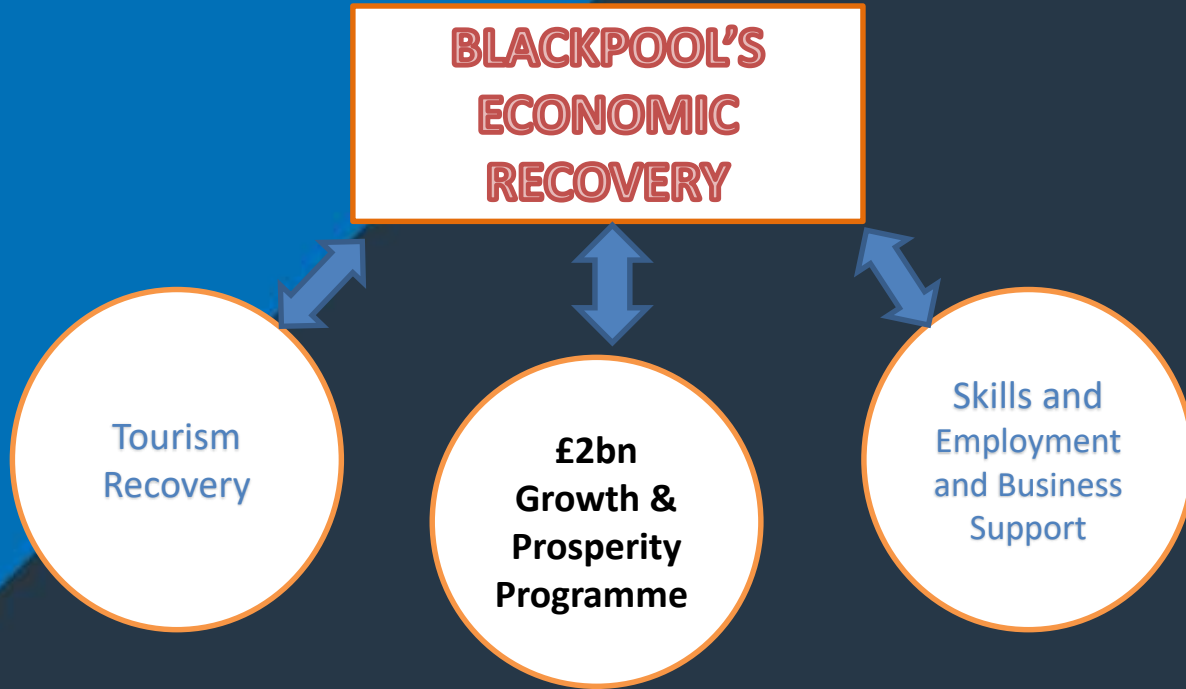 BLACKPOOL'S
ECONOMIC
RECOVERY
Tourism
Recovery
£2bn
Growth &
Prosperity
Programme
Skills and
Employment
and Business
Support